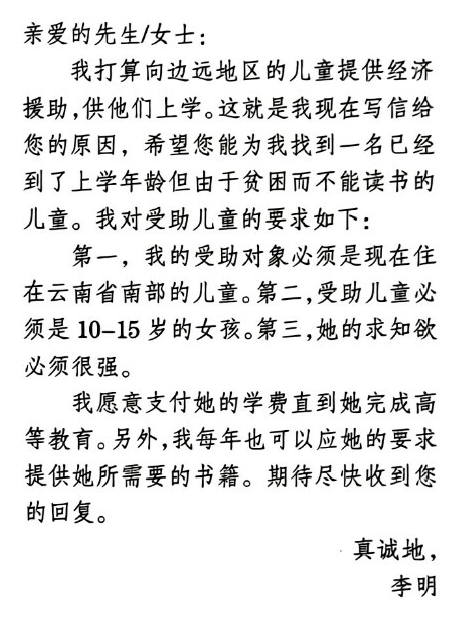 亲爱的先生/女士:
我打算向边远地区的儿童提供经济
援助,供他们上学。这就是我现在写信给
您的原因，希望您能为我找到一名已经
到了上学年龄但由于贫困而不能读书的
儿童。我对受助儿童的要求如下:
第一，我的受助对象必须是现在住
在云南省南部的儿童。第二,受助儿童必
须是10–15岁的女孩。第三,她的求知欲
必须很强。
我愿意支付她的学费直到她完成高
等教育。另外,我每年也可以应她的要求
提供她所需要的书籍。期待尽快收到您
的回复。
真诚地，
李明